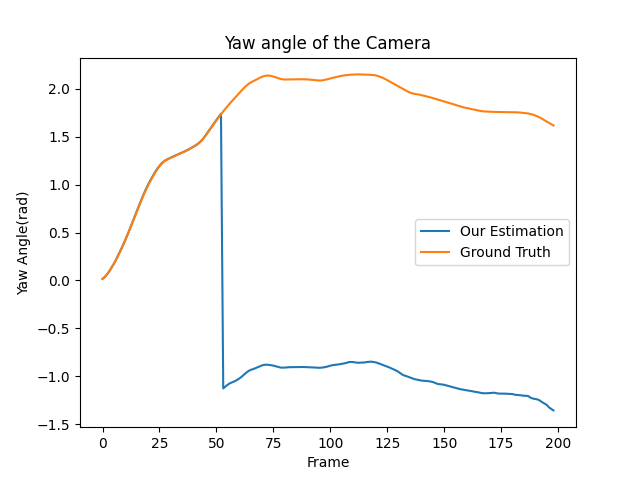 Yaw angle of the Camera
Yaw Angle(rad)
2.0
1.5
1.0
0.5
0.0
−0.5
−1.0
−1.5
Our Estimation
Ground Truth
0 25 50 75 100 125 150 175 200
Frame